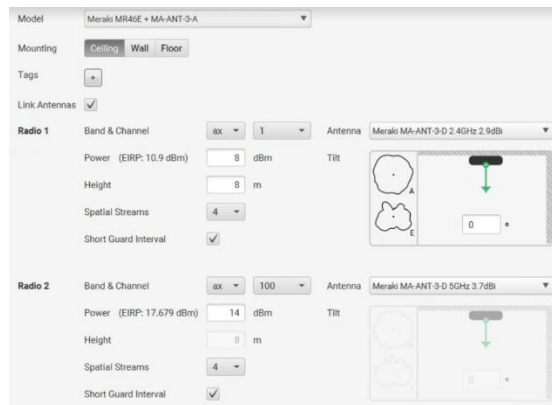 Model Meraki MR46E + MA-ANT-3-A
Mounting Ceiling Wall Floor
Tags +
Link Antennas
Radio 1 Band & Channel ax 1 Antenna Meraki MA-ANT-3-D 2.4GHz 2.9dBi
Power (EIRP: 10.9 dBm) 8 dBm Tilt
A
Height 8 m
Spatial Streams 4 E 0 °
Short Guard Interval
Radio 2 Band & Channel ax 100 Antenna Meraki MA-ANT-3-D 5GHz 3.7dBi
Power (EIRP: 17.679 dBm) 14 dBm Tilt
Height 8 m
Spatial Streams 4 0 °
Short Guard Interval